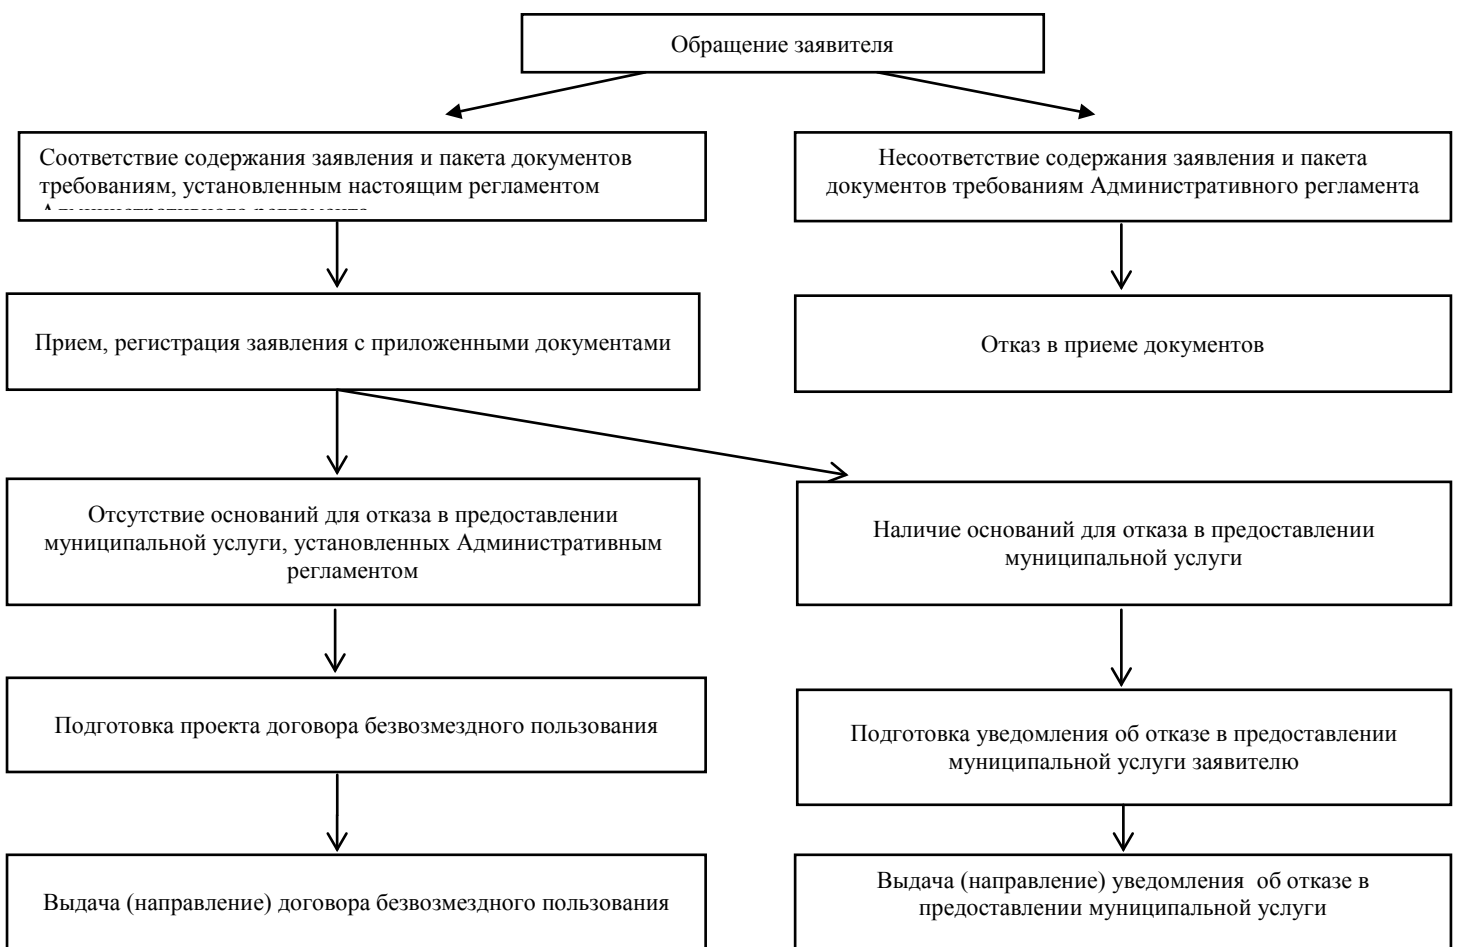 Обращение заявителя
Соответствие содержания заявления и пакета документов
требованиям, установленным настоящим регламентом
Несоответствие содержания заявления и пакета
документов требованиям Административного регламента
Прием, регистрация заявления с приложенными документами
Отказ в приеме документов
Отсутствие оснований для отказа в предоставлении
муниципальной услуги, установленных Административным
регламентом
Наличие оснований для отказа в предоставлении
муниципальной услуги
Подготовка проекта договора безвозмездного пользования
Подготовка уведомления об отказе в предоставлении
муниципальной услуги заявителю
Выдача (направление) договора безвозмездного пользования
Выдача (направление) уведомления  об отказе в
предоставлении муниципальной услуги